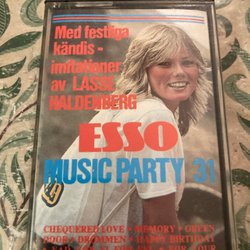 Med festliga
kändis-
imitationer
av LASSE
HALDENBERG
ESSO
MUSIC PARTY 31
CHEQUERED LOVE • MEMORY • GREEN
DOOR • DRÖMMEN • HAPPY BIRTHDAY